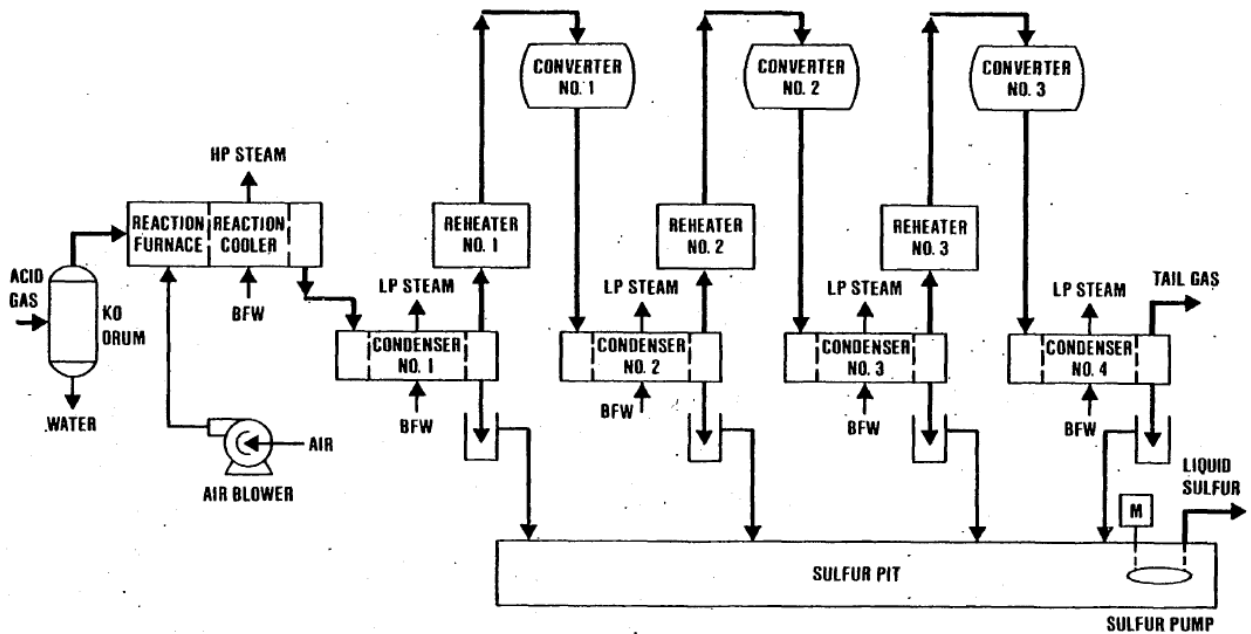 CONVERTER
NO. 1
CONVERTER
NO. 2
CONVERTER
NO. 3
HP STEAM
REACTION
FURNACE
REACTION
COOLER
REHEATER
NO. 1
REHEATER
NO. 2
REHEATER
NO. 3
ACID
GAS
KO
DRUM
BFW
LP STEAM
LP STEAM
LP STEAM
LP STEAM
TAIL GAS
CONDENSER
NO. 1
CONDENSER
NO. 2
CONDENSER
NO. 3
CONDENSER
NO. 4
WATER
AIR
AIR BLOWER
BFW
BFW
BFW
BFW
LIQUID
SULFUR
M
SULFUR PIT
SULFUR PUMP